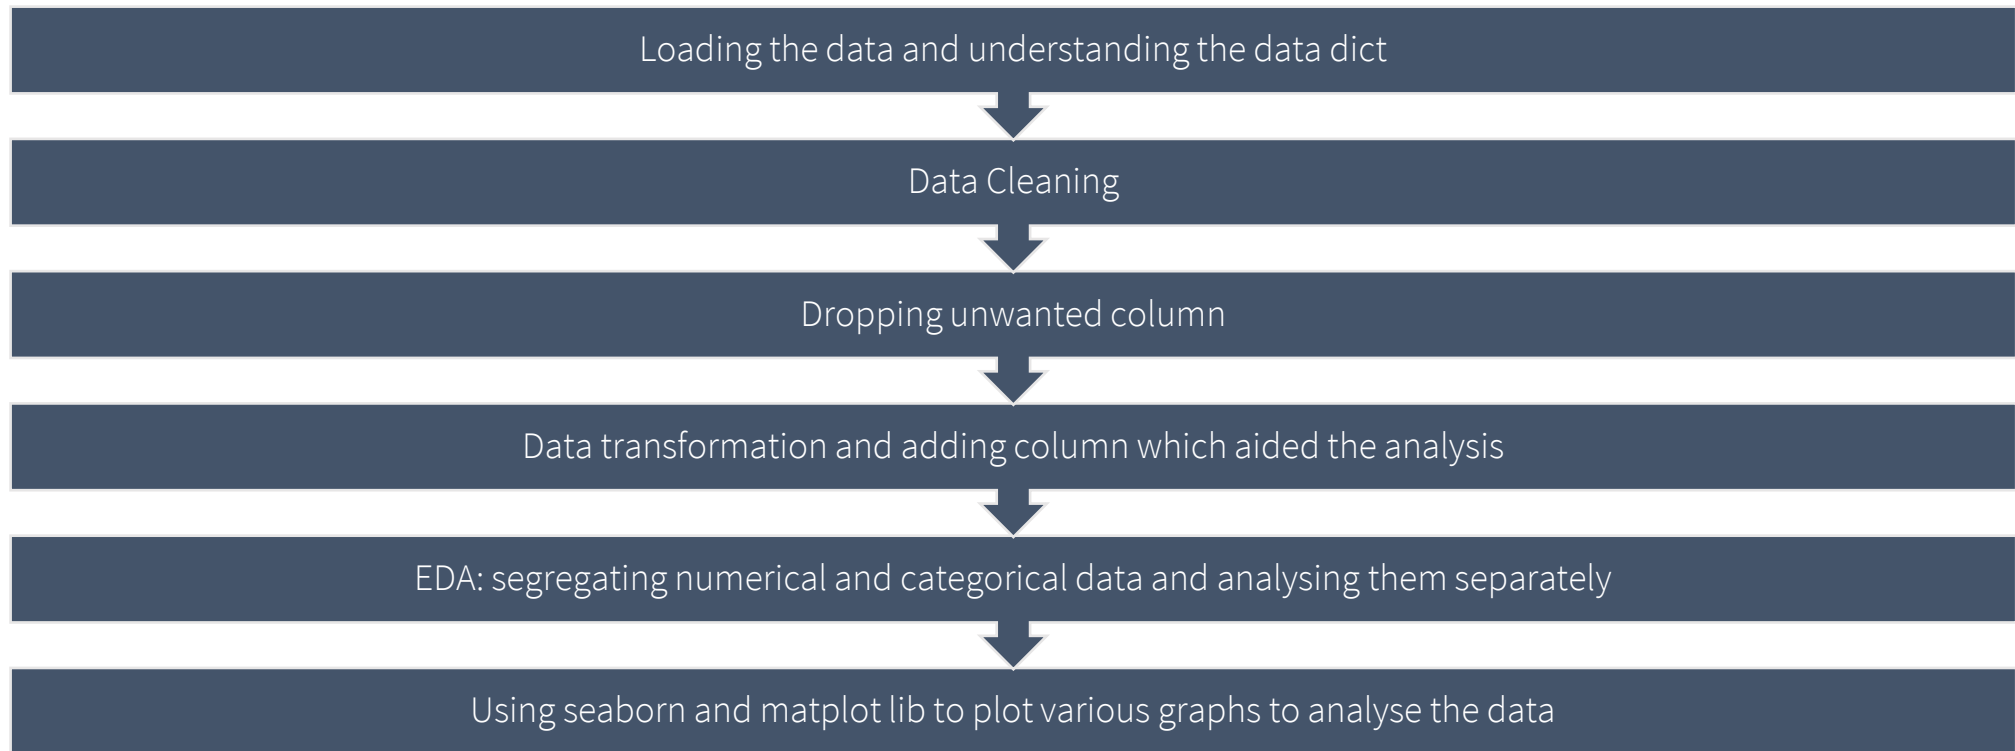 Loading the data and understanding the data dict
Data Cleaning
Dropping unwanted column
Data transformation and adding column which aided the analysis
EDA: segregating numerical and categorical data and analysing them separately
Using seaborn and matplot lib to plot various graphs to analyse the data